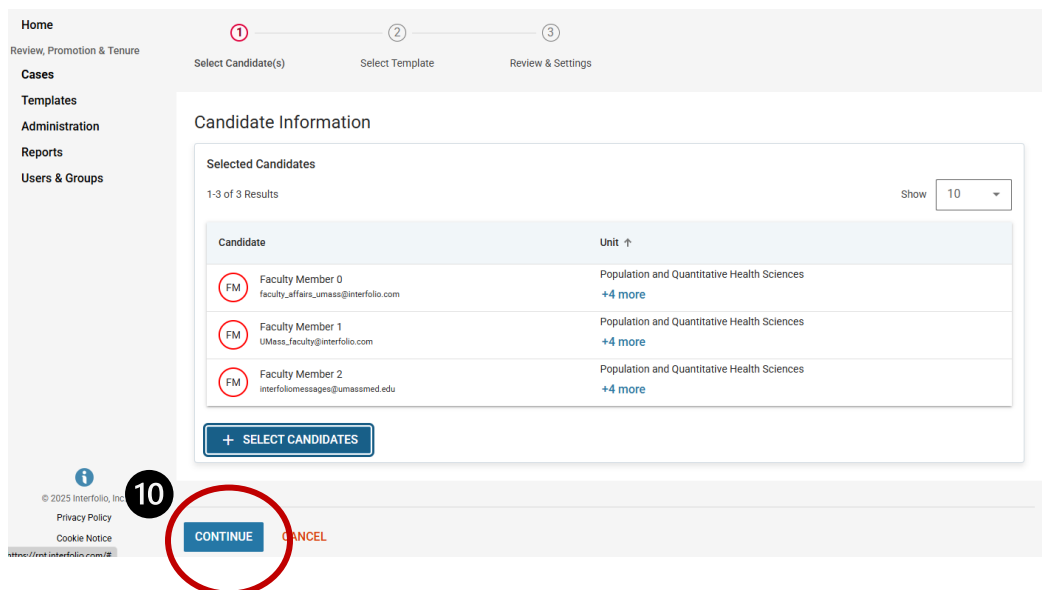 Home
Review, Promotion & Tenure
Cases
Templates
Administration
Reports
Users & Groups
1 2 3
Select Candidate(s) Select Template Review & Settings
Candidate Information
Selected Candidates
1-3 of 3 Results Show 10
Candidate Unit ↑
FM Faculty Member 0 Population and Quantitative Health Sciences
faculty_affairs_umass@interfolio.com +4 more
FM Faculty Member 1 Population and Quantitative Health Sciences
UMass_faculty@interfolio.com +4 more
FM Faculty Member 2 Population and Quantitative Health Sciences
interfoliomessages@umassmed.edu +4 more
+ SELECT CANDIDATES
i
© 2025 Interfolio, Inc.
10
Privacy Policy
Cookie Notice
CONTINUE CANCEL
https://rpt.interfolio.com/#